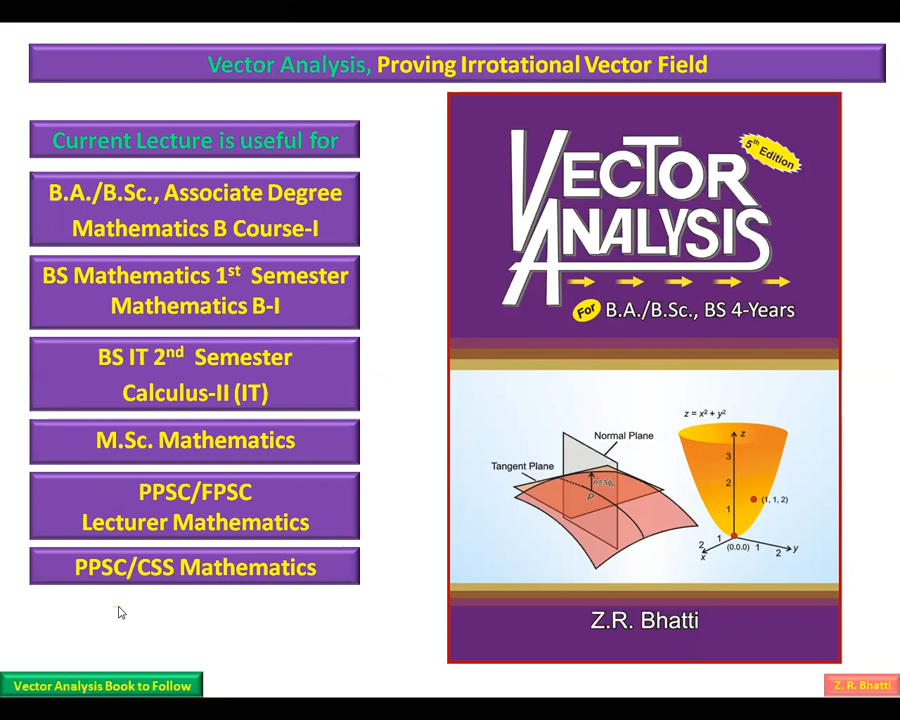 Vector Analysis, Proving Irrotational Vector Field
Current Lecture is useful for
B.A./B.Sc., Associate Degree
Mathematics B Course-I
BS Mathematics 1st Semester
Mathematics B-I
BS IT 2nd Semester
Calculus-II (IT)
M.Sc. Mathematics
PPSC/FPSC
Lecturer Mathematics
PPSC/CSS Mathematics
VECTOR
ANALYSIS
5th Edition
For B.A./B.Sc., BS 4-Years
z = x² + y²
Normal Plane
Tangent Plane
P
z
3
2
1
(1, 1, 2)
2
1
(0.0.0)
1
2
y
x
Z.R. Bhatti
Vector Analysis Book to Follow
Z. R. Bhatti